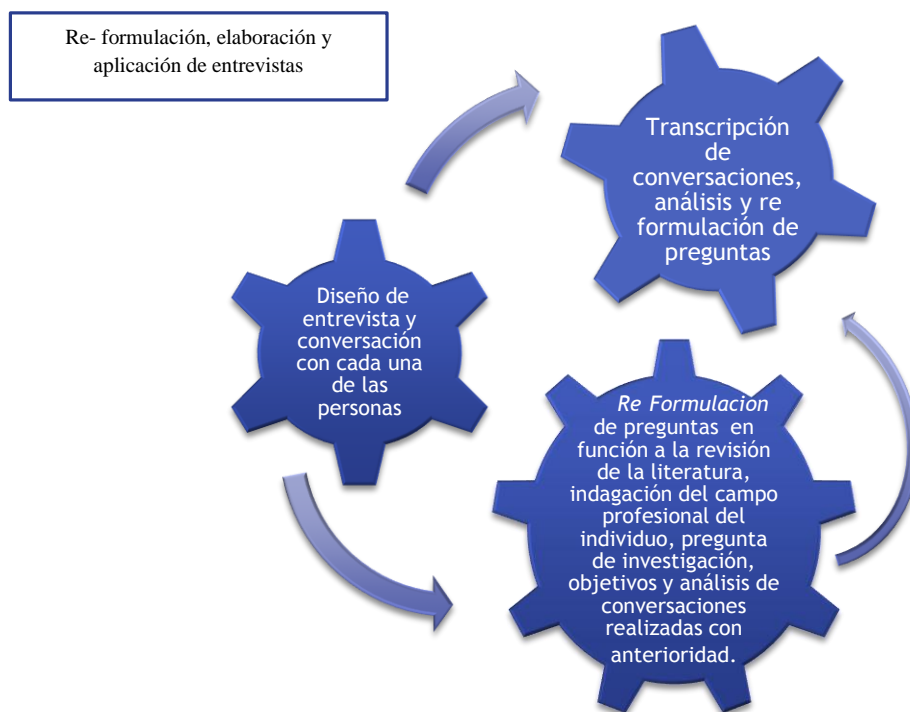 Re- formulación, elaboración y
aplicación de entrevistas
Transcripción
de
conversaciones,
análisis y re
formulación de
preguntas
Diseño de
entrevista y
conversación
con cada una
de las
personas
Re Formulacion
de preguntas en
función a la revisión
de la literatura,
indagación del campo
profesional del
individuo, pregunta
de investigación,
objetivos y análisis de
conversaciones
realizadas con
anterioridad.